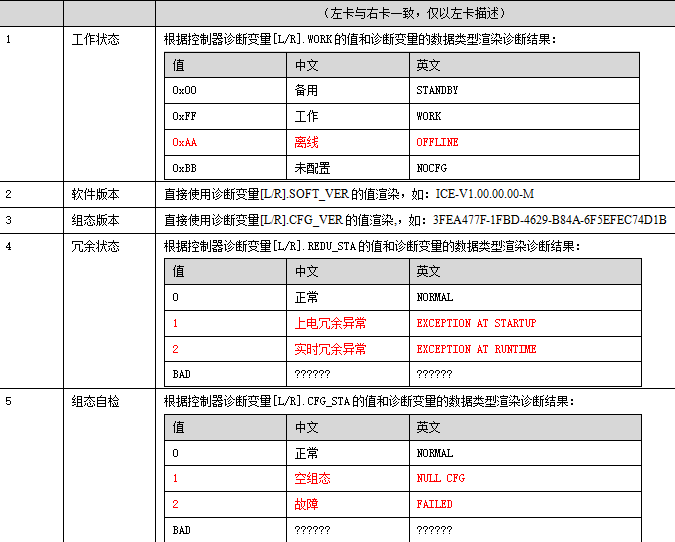 (左卡与右卡一致，仅以左卡描述)
1 工作状态 根据控制器诊断变量[L/R].WORK的值和诊断变量的数据类型渲染诊断结果：
值 中文 英文
0x00 备用 STANDBY
0xFF 工作 WORK
0xAA 离线 OFFLINE
0xBB 未配置 NOCFG
2 软件版本 直接使用诊断变量[L/R].SOFT_VER的值渲染，如：ICE-V1.00.00.00-M
3 组态版本 直接使用诊断变量[L/R].CFG_VER的值渲染,，如：3FEA477F-1FBD-4629-B84A-6F5EFEC74D1B
4 冗余状态 根据控制器诊断变量[L/R].REDU_STA的值和诊断变量的数据类型渲染诊断结果：
值 中文 英文
0 正常 NORMAL
1 上电冗余异常 EXCEPTION AT STARTUP
2 实时冗余异常 EXCEPTION AT RUNTIME
BAD ?????? ??????
5 组态自检 根据控制器诊断变量[L/R].CFG_STA的值和诊断变量的数据类型渲染诊断结果：
值 中文 英文
0 正常 NORMAL
1 空组态 NULL CFG
2 故障 FAILED
BAD ?????? ??????